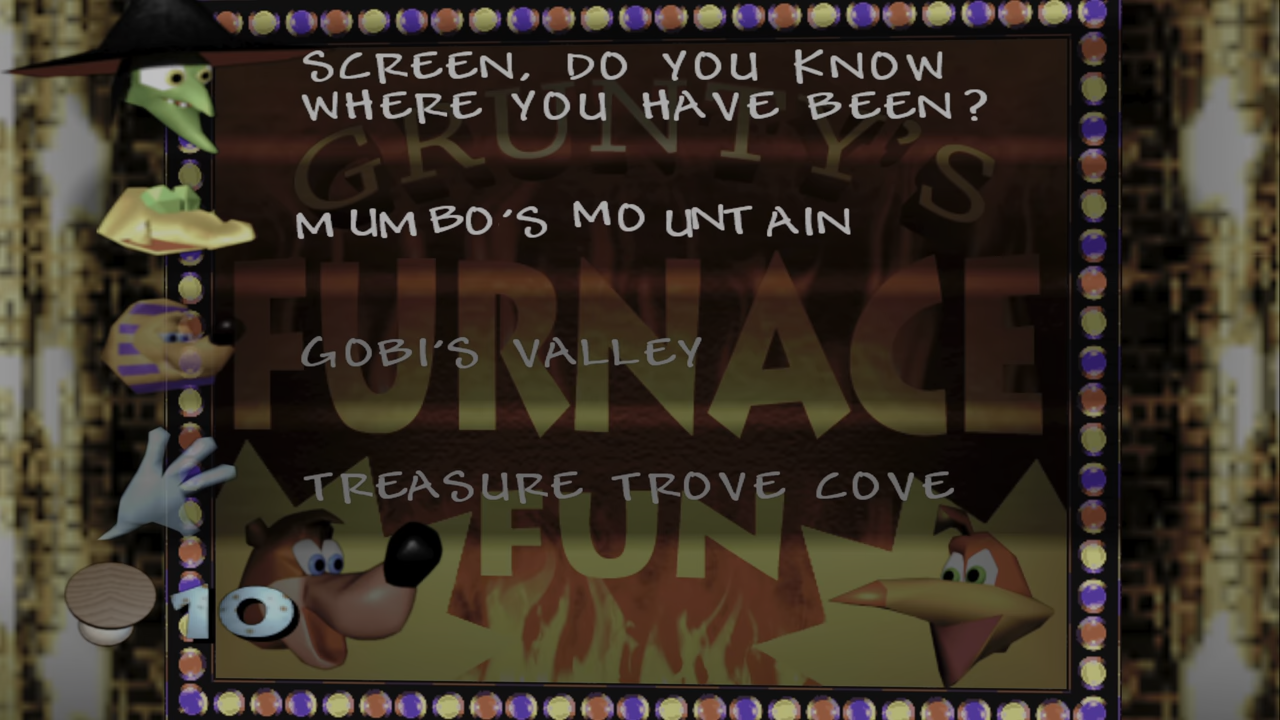 SCREEN, DO YOU KNOW
WHERE YOU HAVE BEEN?
GRUNTY'S
MUMBO'S MOUNTAIN
FURNACE
GOBI'S VALLEY
TREASURE TROVE COVE
FUN
10